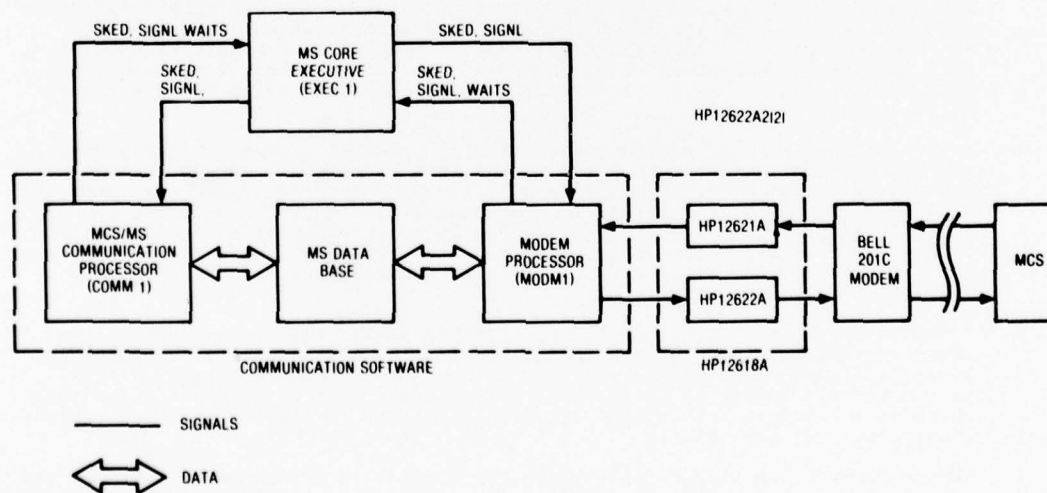 SKED, SIGNL WAITS
SKED, SIGNL
MS CORE
EXECUTIVE
(EXEC 1)
SKED,
SIGNL,
SKED,
SIGNL, WAITS
HP12622A2I2I
MCS/MS
COMMUNICATION
PROCESSOR
(COMM 1)
MS DATA
BASE
MODEM
PROCESSOR
(MODM1)
HP12621A
HP12622A
BELL
201C
MODEM
MCS
COMMUNICATION SOFTWARE
HP12618A
SIGNALS
DATA